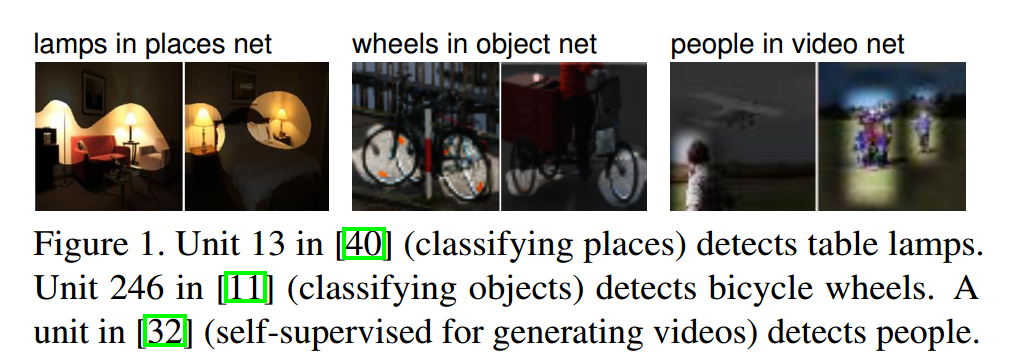 lamps in places net
wheels in object net
people in video net
Figure 1. Unit 13 in [40] (classifying places) detects table lamps.
Unit 246 in [11] (classifying objects) detects bicycle wheels. A
unit in [32] (self-supervised for generating videos) detects people.